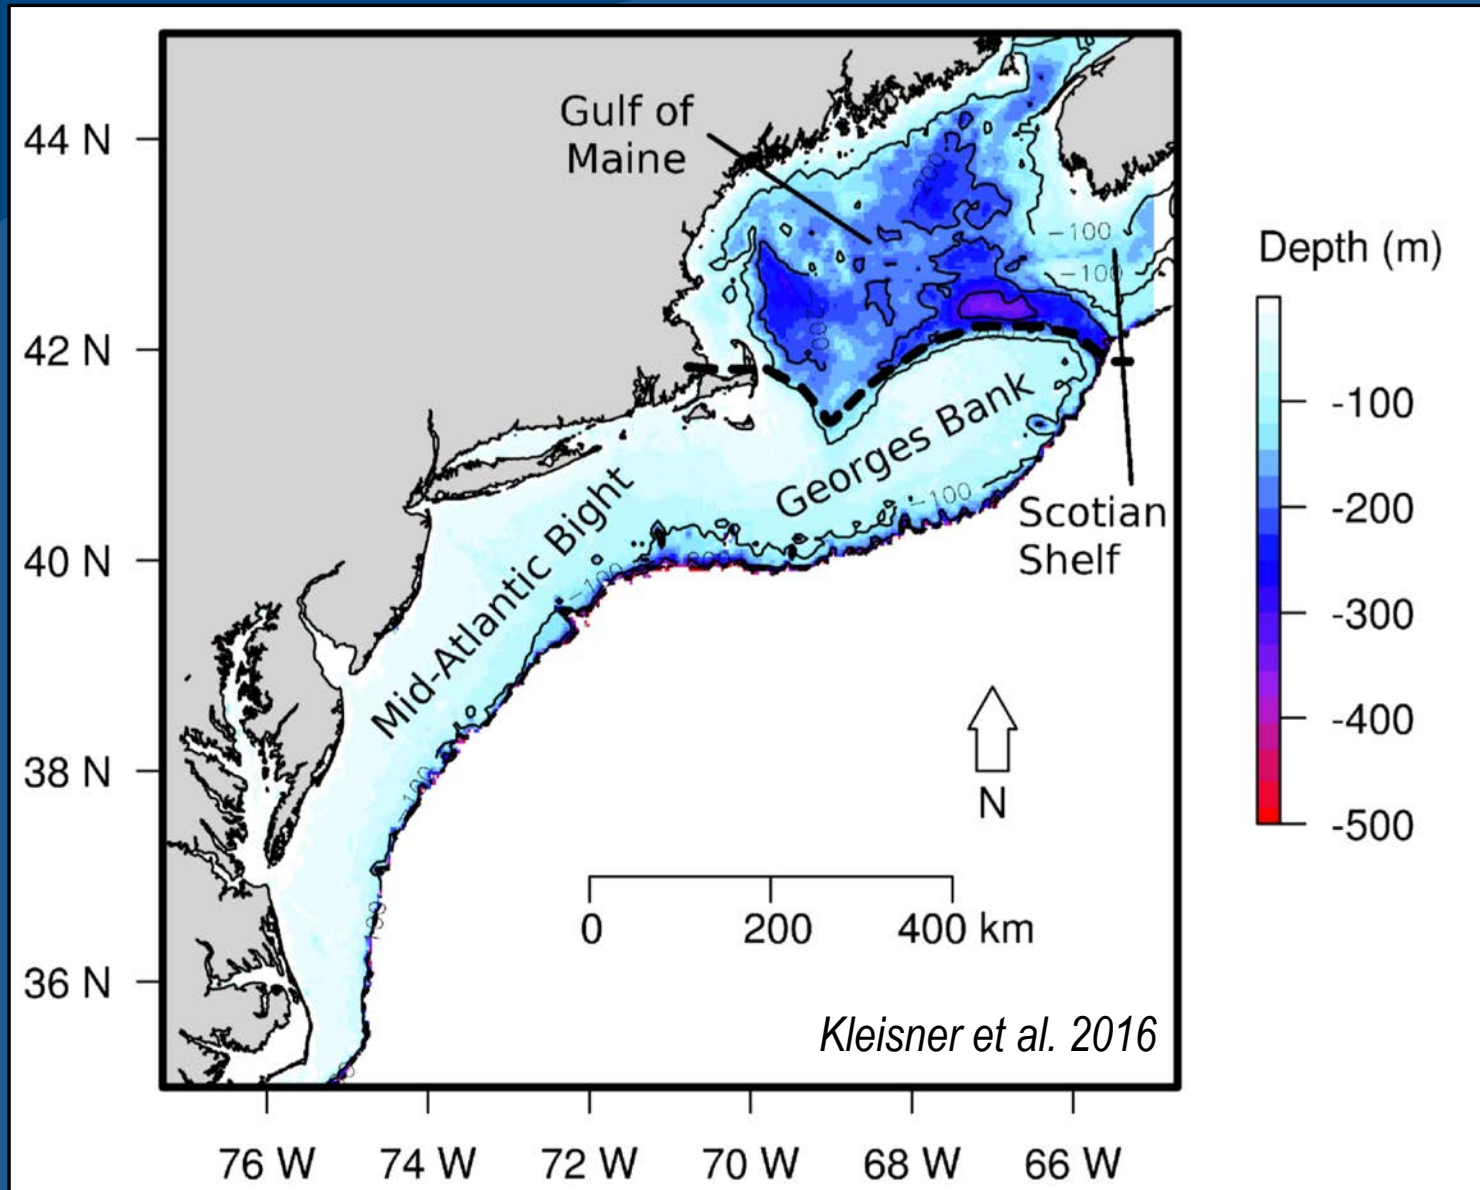 44 N
42 N
40 N
38 N
36 N
76 W
74 W
72 W
70 W
68 W
66 W
Gulf of
Maine
Georges Bank
Mid-Atlantic Bight
Scotian
Shelf
-100
-100
-100
-100
-100
N
0
200
400 km
Kleisner et al. 2016
Depth (m)
-100
-200
-300
-400
-500